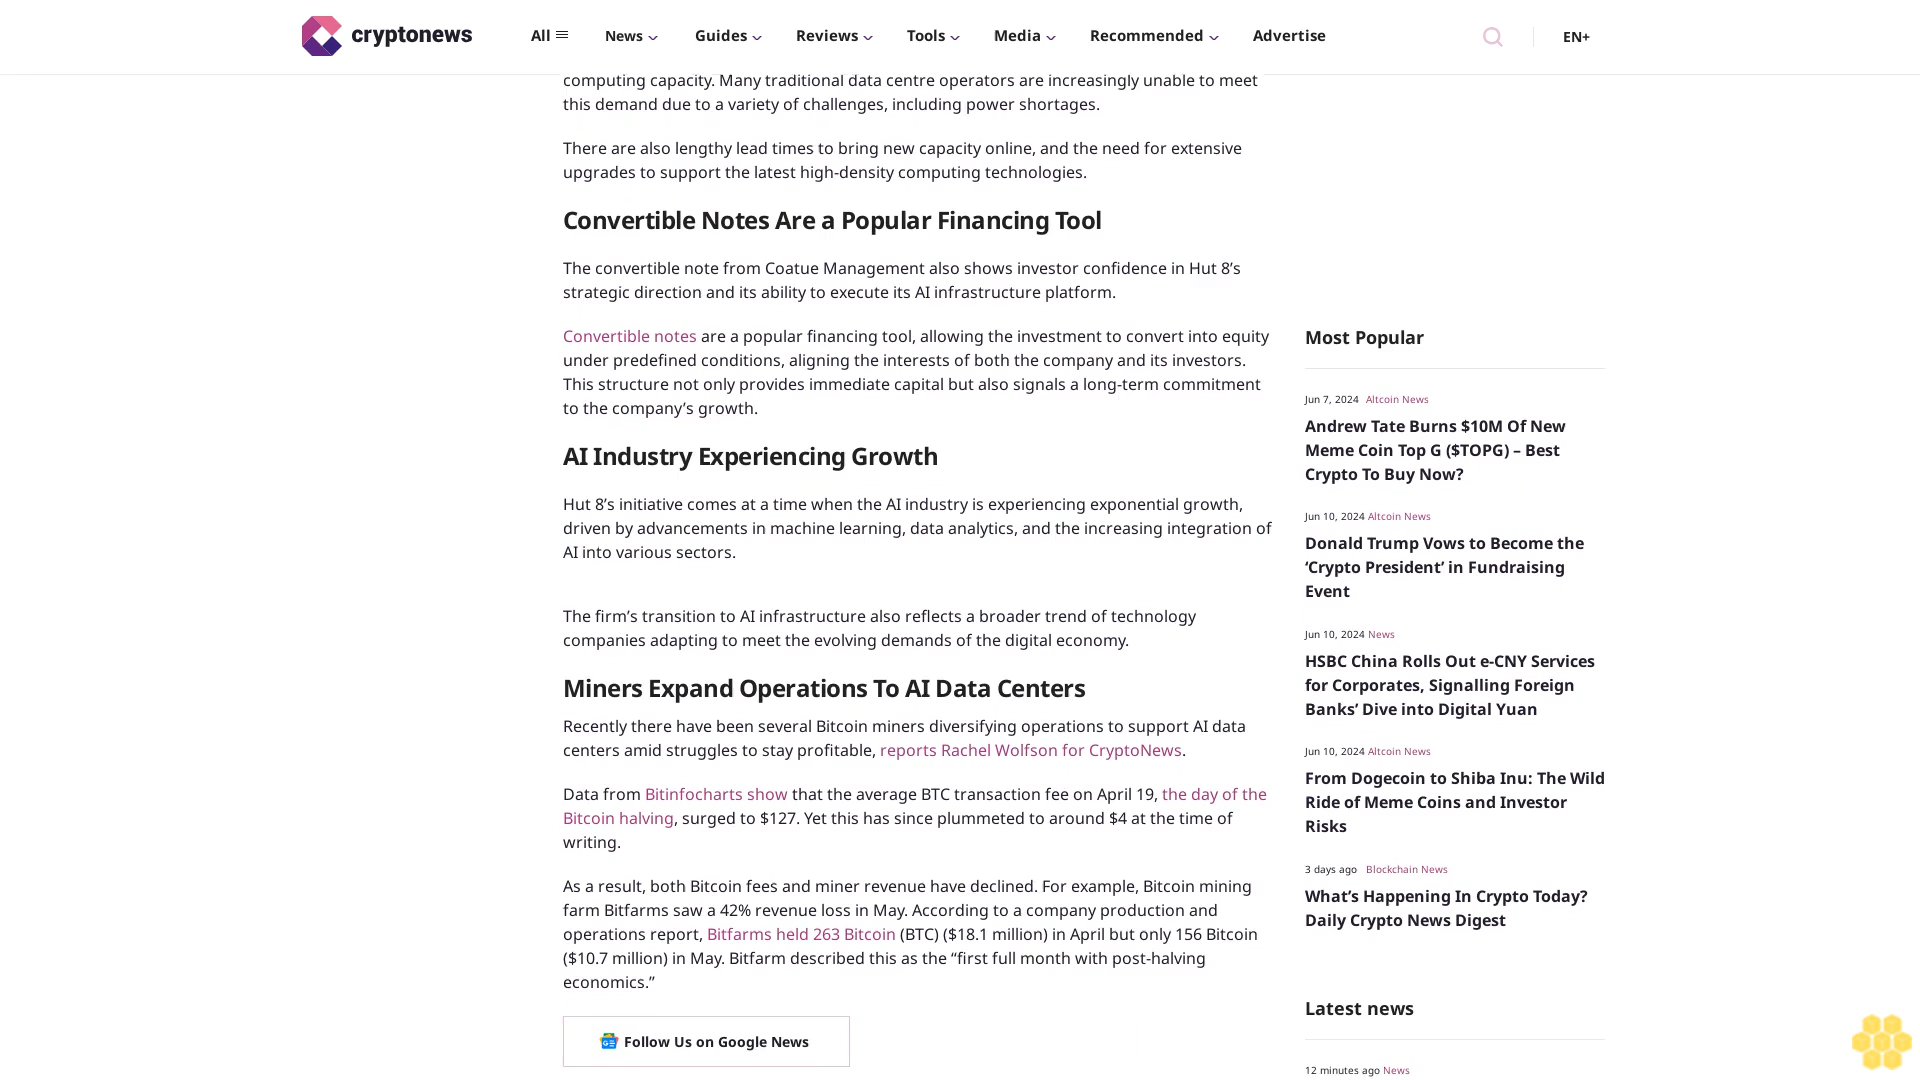 cryptonews
All
News
Guides
Reviews
Tools
Media
Recommended
Advertise
EN+
computing capacity. Many traditional data centre operators are increasingly unable to meet
this demand due to a variety of challenges, including power shortages.
There are also lengthy lead times to bring new capacity online, and the need for extensive
upgrades to support the latest high-density computing technologies.
Convertible Notes Are a Popular Financing Tool
The convertible note from Coatue Management also shows investor confidence in Hut 8’s
strategic direction and its ability to execute its AI infrastructure platform.
Convertible notes are a popular financing tool, allowing the investment to convert into equity
under predefined conditions, aligning the interests of both the company and its investors.
This structure not only provides immediate capital but also signals a long-term commitment
to the company’s growth.
AI Industry Experiencing Growth
Hut 8’s initiative comes at a time when the AI industry is experiencing exponential growth,
driven by advancements in machine learning, data analytics, and the increasing integration of
AI into various sectors.
The firm’s transition to AI infrastructure also reflects a broader trend of technology
companies adapting to meet the evolving demands of the digital economy.
Miners Expand Operations To AI Data Centers
Recently there have been several Bitcoin miners diversifying operations to support AI data
centers amid struggles to stay profitable, reports Rachel Wolfson for CryptoNews.
Data from Bitinfocharts show that the average BTC transaction fee on April 19, the day of the
Bitcoin halving, surged to $127. Yet this has since plummeted to around $4 at the time of
writing.
As a result, both Bitcoin fees and miner revenue have declined. For example, Bitcoin mining
farm Bitfarms saw a 42% revenue loss in May. According to a company production and
operations report, Bitfarms held 263 Bitcoin (BTC) ($18.1 million) in April but only 156 Bitcoin
($10.7 million) in May. Bitfarm described this as the “first full month with post-halving
economics.”
Follow Us on Google News
Most Popular
Jun 7, 2024 Altcoin News
Andrew Tate Burns $10M Of New
Meme Coin Top G ($TOPG) – Best
Crypto To Buy Now?
Jun 10, 2024 Altcoin News
Donald Trump Vows to Become the
‘Crypto President’ in Fundraising
Event
Jun 10, 2024 News
HSBC China Rolls Out e-CNY Services
for Corporates, Signalling Foreign
Banks’ Dive into Digital Yuan
Jun 10, 2024 Altcoin News
From Dogecoin to Shiba Inu: The Wild
Ride of Meme Coins and Investor
Risks
3 days ago Blockchain News
What’s Happening In Crypto Today?
Daily Crypto News Digest
Latest news
12 minutes ago News